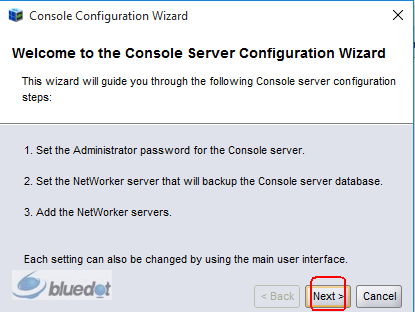 Console Configuration Wizard
Welcome to the Console Server Configuration Wizard
This wizard will guide you through the following Console server configuration
steps:
1. Set the Administrator password for the Console server.
2. Set the NetWorker server that will backup the Console server database.
3. Add the NetWorker servers.
Each setting can also be changed by using the main user interface.
bluedot
< Back Next > Cancel